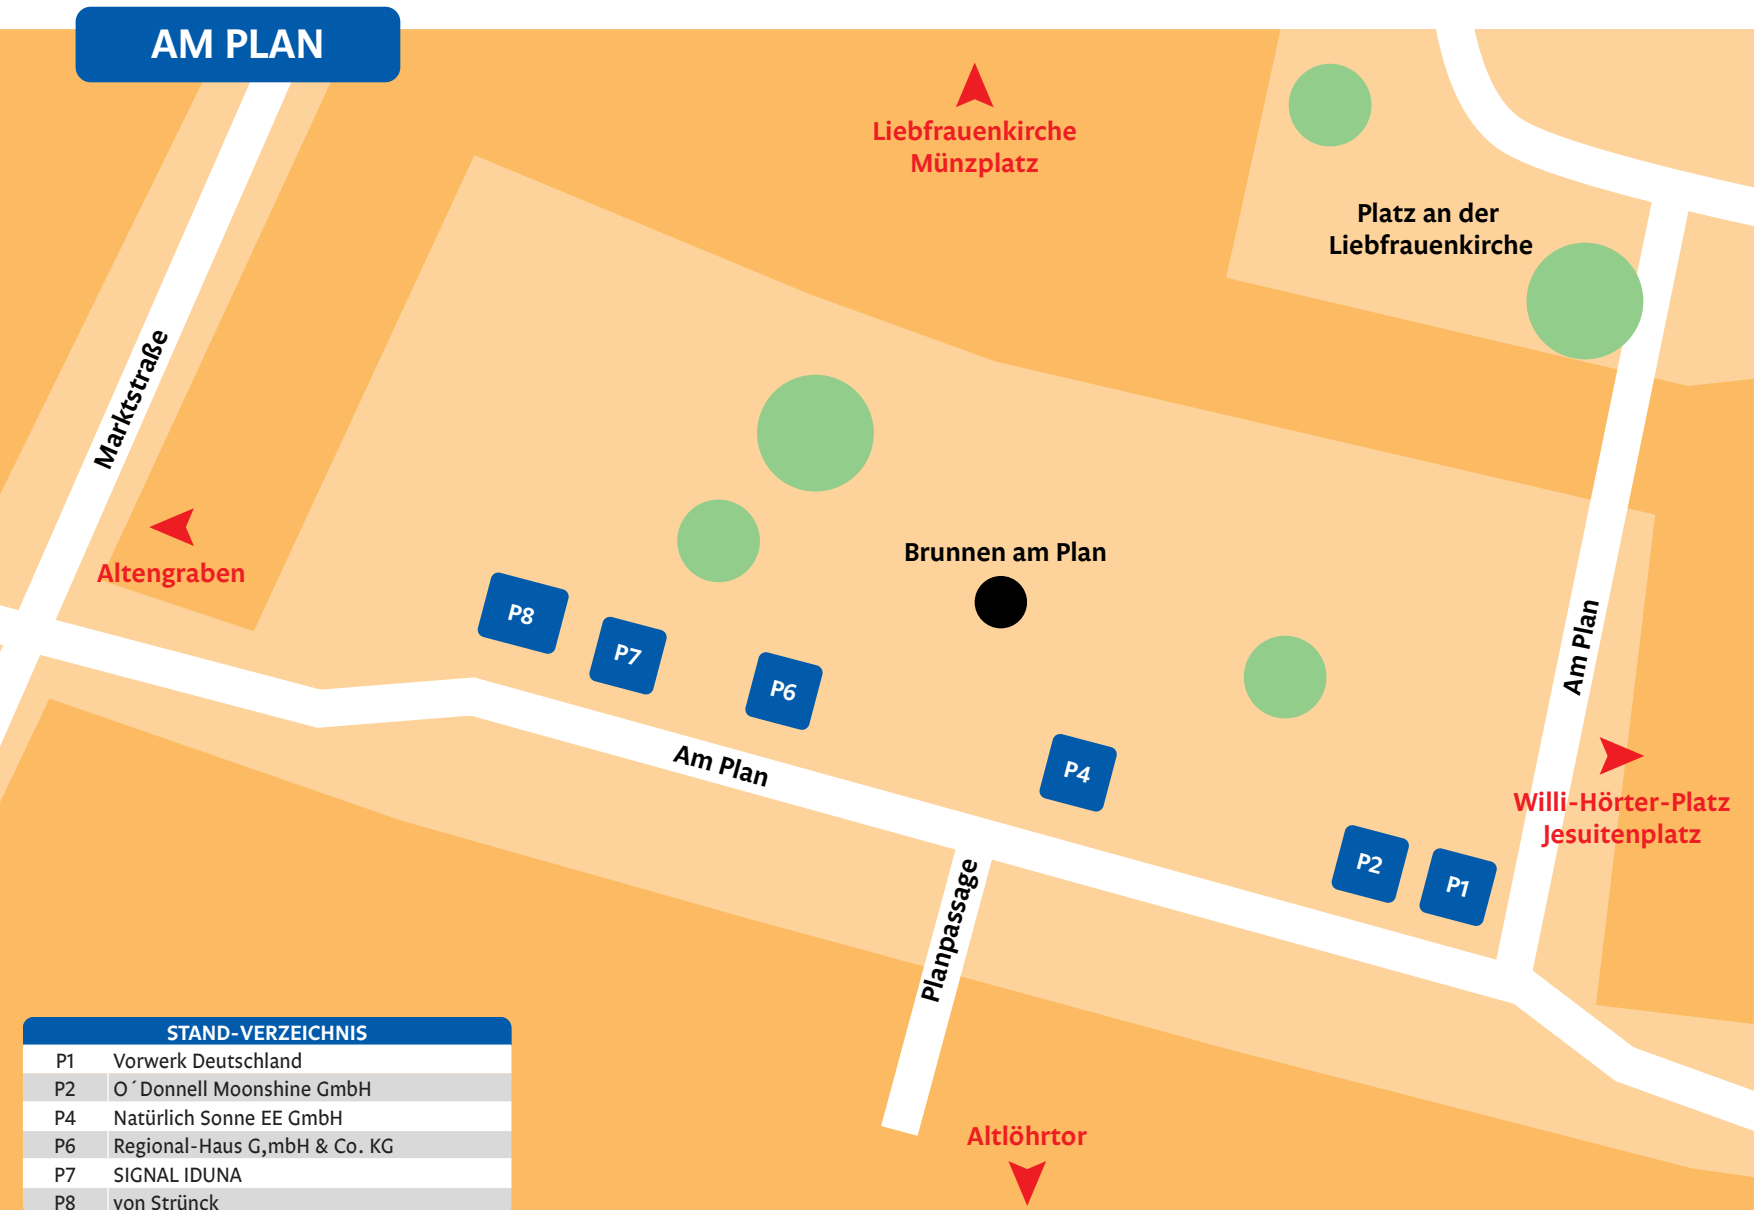 AM PLAN
Liebfrauenkirche
Münzplatz
Platz an der
Liebfrauenkirche
Marktstraße
Altengraben
Brunnen am Plan
P8
P7
P6
P4
P2
P1
Am Plan
Am Plan
Willi-Hörter-Platz
Jesuitenplatz
Planpassage
Altlöhrtor
STAND-VERZEICHNIS
P1 Vorwerk Deutschland
P2 O´Donnell Moonshine GmbH
P4 Natürlich Sonne EE GmbH
P6 Regional-Haus G,mbH & Co. KG
P7 SIGNAL IDUNA
P8 von Strünck